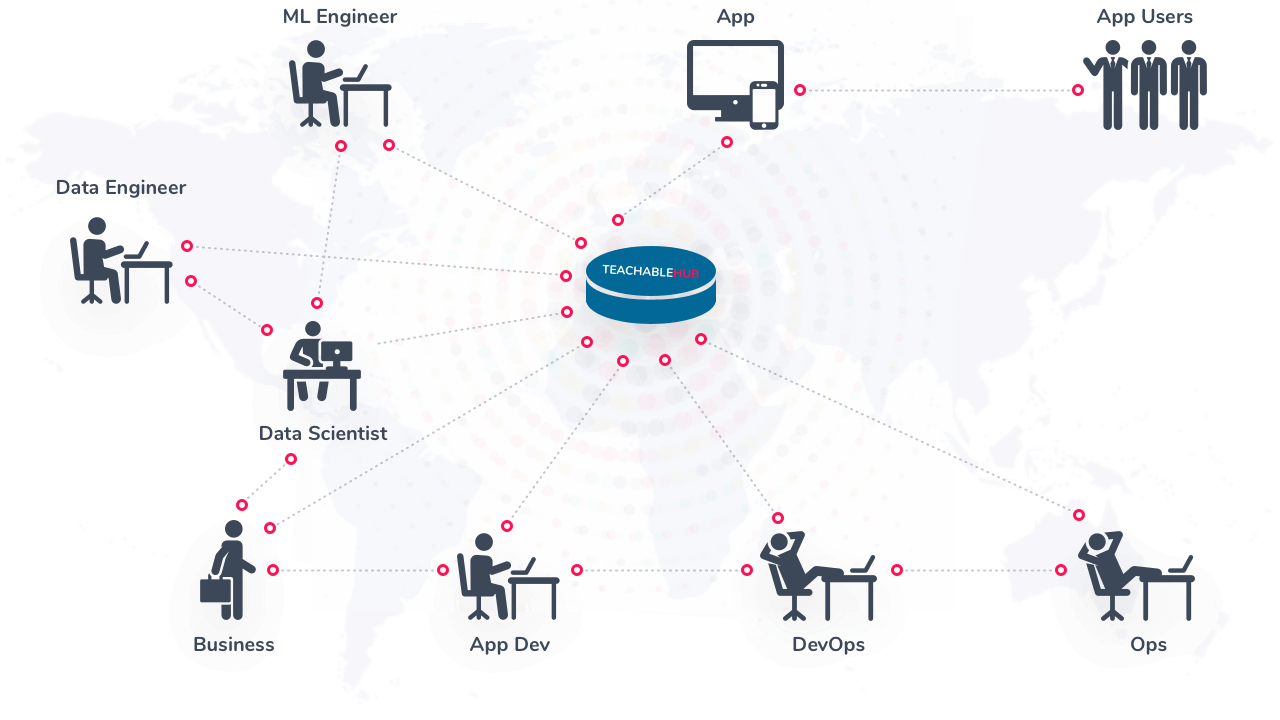 ML Engineer
App
App Users
Data Engineer
TEACHABLEHUB
Data Scientist
Business
App Dev
DevOps
Ops